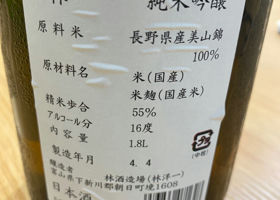 純米吟醸
原料米 長野県産美山錦
100%
原材料名 米(国産)
米麹(国産)
精米歩合 55%
アルコール分 16度
内容量 1.8L
製造年月 4. 4
醸造者 林酒造場(林洋一)
富山県下新川郡朝日町境1608
日本酒